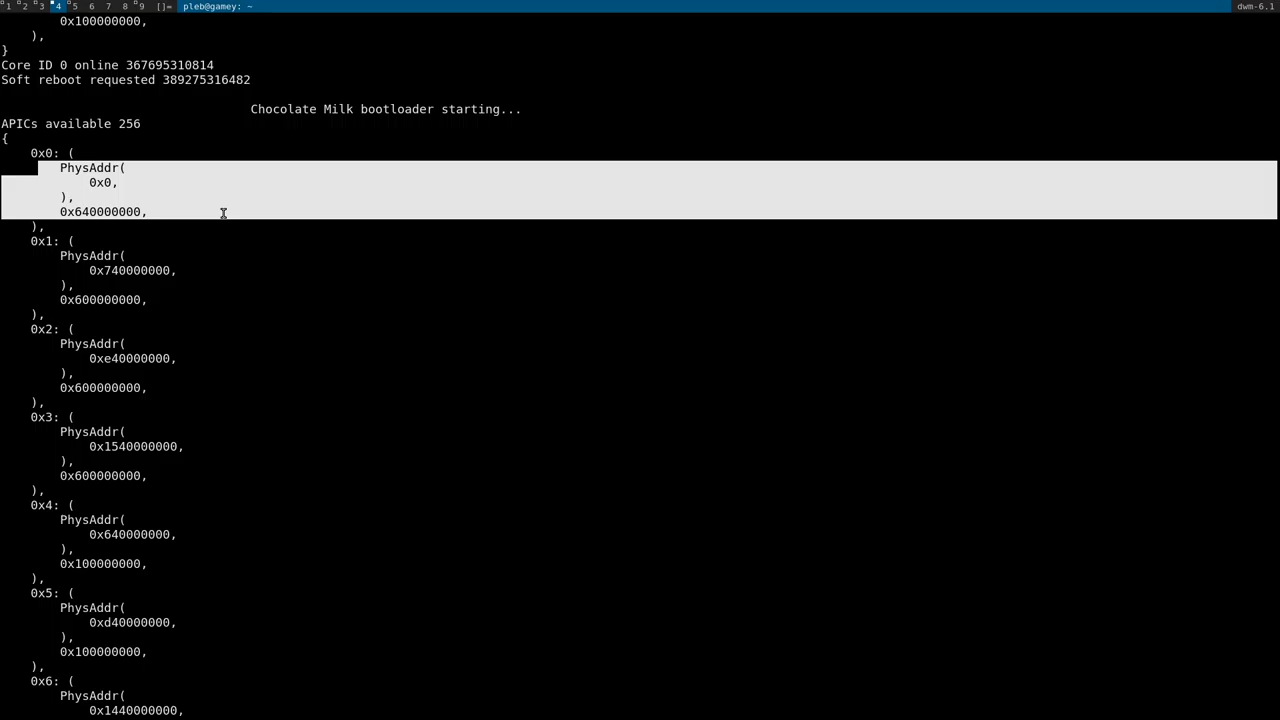 1 2 3 4 5 6 7 8 9 []= pleb@gamey: ~ dwm-6.1
0x100000000,
),
}
Core ID 0 online 367695310814
Soft reboot requested 389275316482
Chocolate Milk bootloader starting...
APICs available 256
{
0x0: (
PhysAddr(
0x0,
),
0x640000000,
),
0x1: (
PhysAddr(
0x740000000,
),
0x600000000,
),
0x2: (
PhysAddr(
0xe40000000,
),
0x600000000,
),
0x3: (
PhysAddr(
0x1540000000,
),
0x600000000,
),
0x4: (
PhysAddr(
0x640000000,
),
0x100000000,
),
0x5: (
PhysAddr(
0xd40000000,
),
0x100000000,
),
0x6: (
PhysAddr(
0x1440000000,